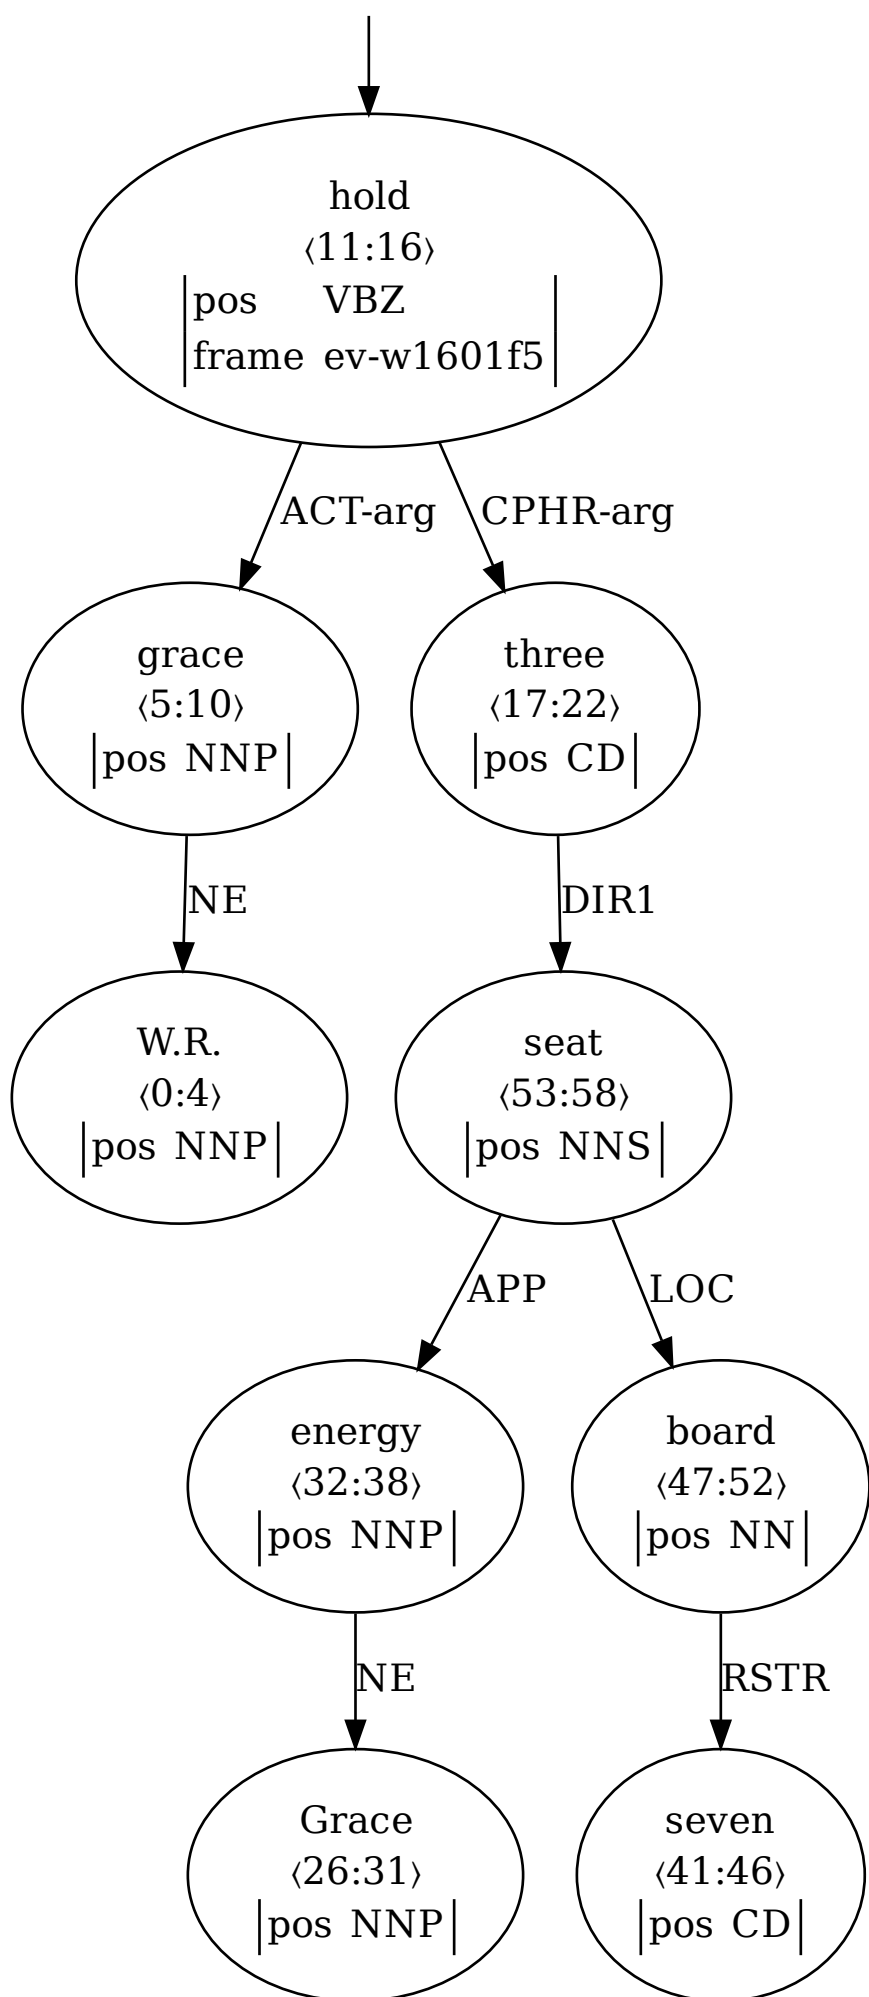 hold
⟨11:16⟩
pos VBZ
frame ev-w1601f5
ACT-arg CPHR-arg
grace
⟨5:10⟩
pos NNP
three
⟨17:22⟩
pos CD
NE
DIR1
W.R.
⟨0:4⟩
pos NNP
seat
⟨53:58⟩
pos NNS
APP
LOC
energy
⟨32:38⟩
pos NNP
board
⟨47:52⟩
pos NN
NE
RSTR
Grace
⟨26:31⟩
pos NNP
seven
⟨41:46⟩
pos CD